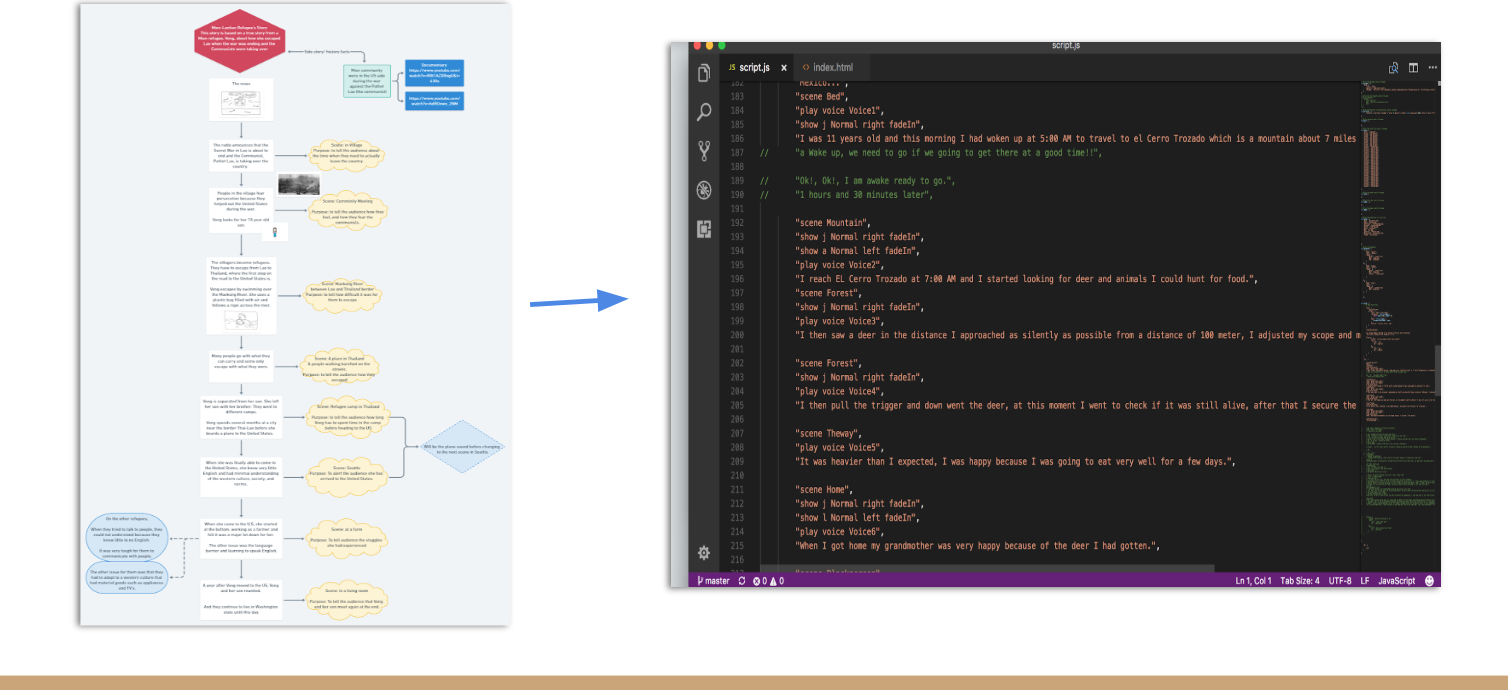 Hmon-Laotian Refugee's Story
This story is based on a true story from a
Mien refugee, Vong, about how she escaped
Lao when the war was ending and the
Communists were taking over.
Side story/ history facts
Mien community
were in the US side
during the war
against the Pathet
Lao (the communist)
Documentary
The moon
The radio announces that the
Secret War in Lao is about to
end and the Communist,
Pathet Lao, is taking over the
country.
Scene: In Village
Purpose: to tell the audience about
the time when they need to actually
leave the country
People in the village fear
persecution because they
helped out the United States
during the war.
Vong looks for her 15 year old
son.
Scene: Community Meeting
Purpose: to tell the audience how they
feel, and how they fear the
communists.
The villagers become refugees.
They have to escape from Lao to
Thailand, where the first stop on
the road to the United States is.
Vong escapes by swimming over
the Mekong River. She uses a
plastic bag filled with air and
follows a rope across the river.
Scene: Mekong River
between Lao and Thailand border
Purpose: to tell how difficult it was for
them to escape
Many people go with what they
can carry and some only
escape with what they wore.
Scene: A place in Thailand
A people walking barefoot on the
streets.
Purpose: to tell the audience how they
escaped
Vong is separated from her son. She left
her son with her brother. They went to
different camps.
Vong spends several months at a city
near the border Thai-Lao before she
boards a plane to the United States.
Scene: Refugee camp in Thailand
Purpose: to tell the audience how long
Vong has to spend time in the camp
before heading to the US
Will be the plane sound before changing
to the next scene in Seattle.
When she was finally able to come to
the United States, she knew very little
English and had minimal understanding
of the western culture, society, and
norms.
Scene: Seattle
Purpose: To alert the audience she has
arrived to the United States.
On the other refugees,
When they tried to talk to people, they
could not understand because they
knew little to no English.
It was very tough for them to
communicate with people.
The other issue for them was that they
had to adapt to a western culture that
had material goods such as appliances
and TV's.
When she came to the U.S, she started
at the bottom, working as a farmer and
felt it was a major let down for her.
The other issue was the language
barrier and learning to speak English.
Scene: at a farm
Purpose: To tell audience the struggles
she had experienced
A year after Vong moved to the US, Vong
and her son reunited.
And they continue to live in Washington
state until this day.
Scene: in a living room
Purpose: To tell the audience that Vong
and her son meet again at the end
script.js
JS script.js × <> index.html ...
182 Mexico...",
183 "scene Bed",
184 "play voice Voice1",
185 "show j Normal right fadeIn",
186 "I was 11 years old and this morning I had woken up at 5:00 AM to travel to el Cerro Trozado which is a mountain about 7 miles
187 // "a Wake up, we need to go if we going to get there at a good time!!",
188
189 // "Ok!, Ok!, I am awake ready to go.",
190 // "1 hours and 30 minutes later",
191
192 "scene Mountain",
193 "show j Normal right fadeIn",
194 "show a Normal left fadeIn",
195 "play voice Voice2",
196 "I reach EL Cerro Trozado at 7:00 AM and I started looking for deer and animals I could hunt for food.",
197 "scene Forest",
198 "show j Normal right fadeIn",
199 "play voice Voice3",
200 "I then saw a deer in the distance I approached as silently as possible from a distance of 100 meter, I adjusted my scope and m
201
202 "scene Forest",
203 "show j Normal right fadeIn",
204 "play voice Voice4",
205 "I then pull the trigger and down went the deer, at this moment I went to check if it was still alive, after that I secure the
206
207 "scene Theway",
208 "play voice Voice5",
209 "It was heavier than I expected, I was happy because I was going to eat very well for a few days.",
210
211 "scene Home",
212 "show j Normal right fadeIn",
213 "show l Normal left fadeIn",
214 "play voice Voice6",
215 "When I got home my grandmother was very happy because of the deer I had gotten.",
216
master 0 0 Ln 1, Col 1 Tab Size: 4 UTF-8 LF JavaScript